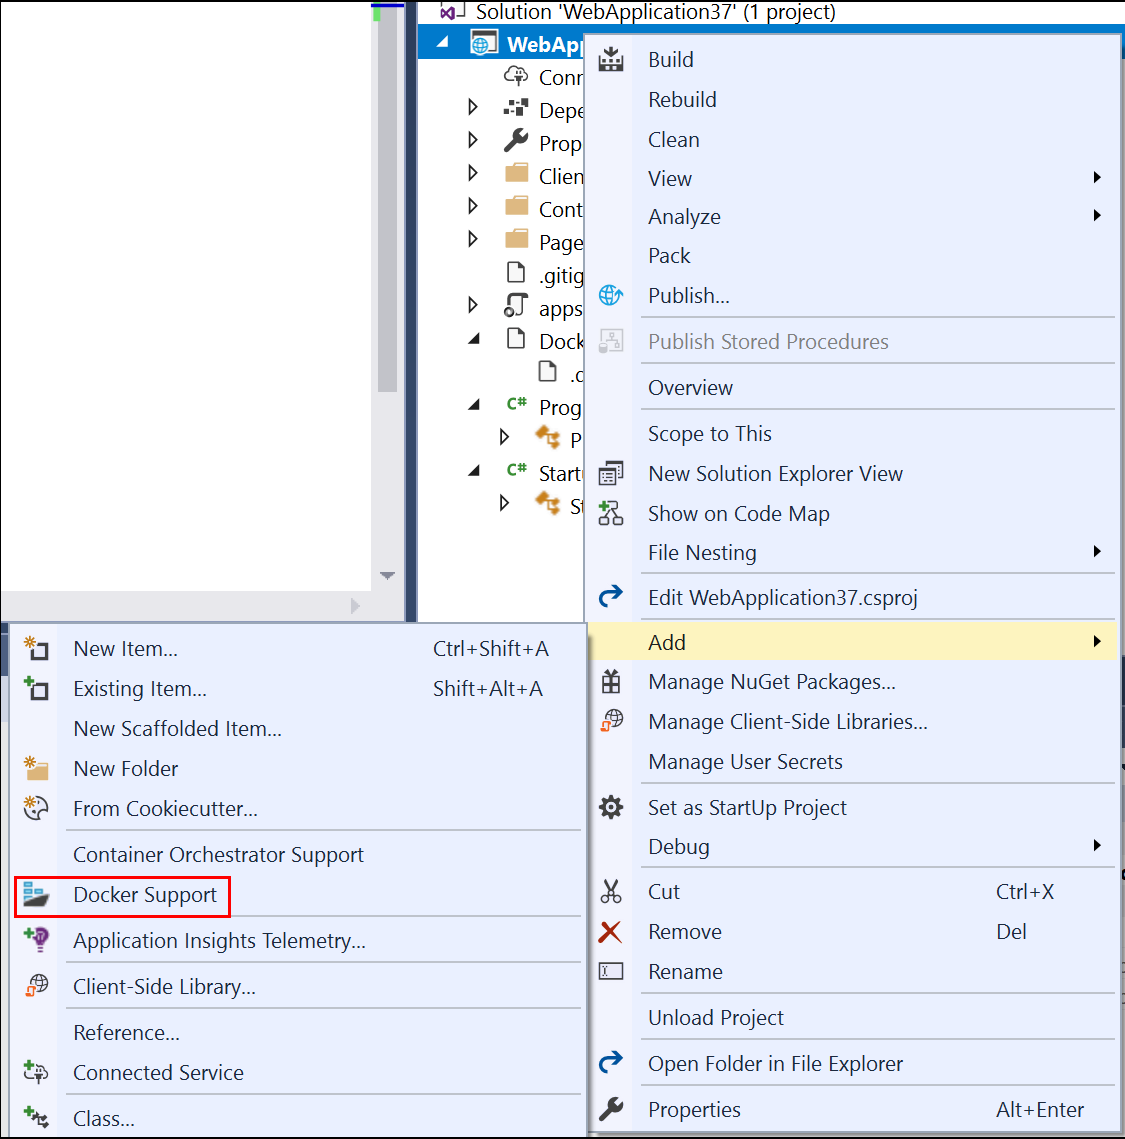 Solution 'WebApplication37' (1 project)
WebApp
Conn
Depe
Prop
Clien
Cont
Page
.gitig
apps
Dock
.d
C# Prog
P
C# Start
St
Build
Rebuild
Clean
View
Analyze
Pack
Publish...
Publish Stored Procedures
Overview
Scope to This
New Solution Explorer View
Show on Code Map
File Nesting
Edit WebApplication37.csproj
Add
Manage NuGet Packages...
Manage Client-Side Libraries...
Manage User Secrets
Set as StartUp Project
Debug
Cut Ctrl+X
Remove Del
Rename
Unload Project
Open Folder in File Explorer
Properties Alt+Enter
New Item... Ctrl+Shift+A
Existing Item... Shift+Alt+A
New Scaffolded Item...
New Folder
From Cookiecutter...
Container Orchestrator Support
Docker Support
Application Insights Telemetry...
Client-Side Library...
Reference...
Connected Service
Class...